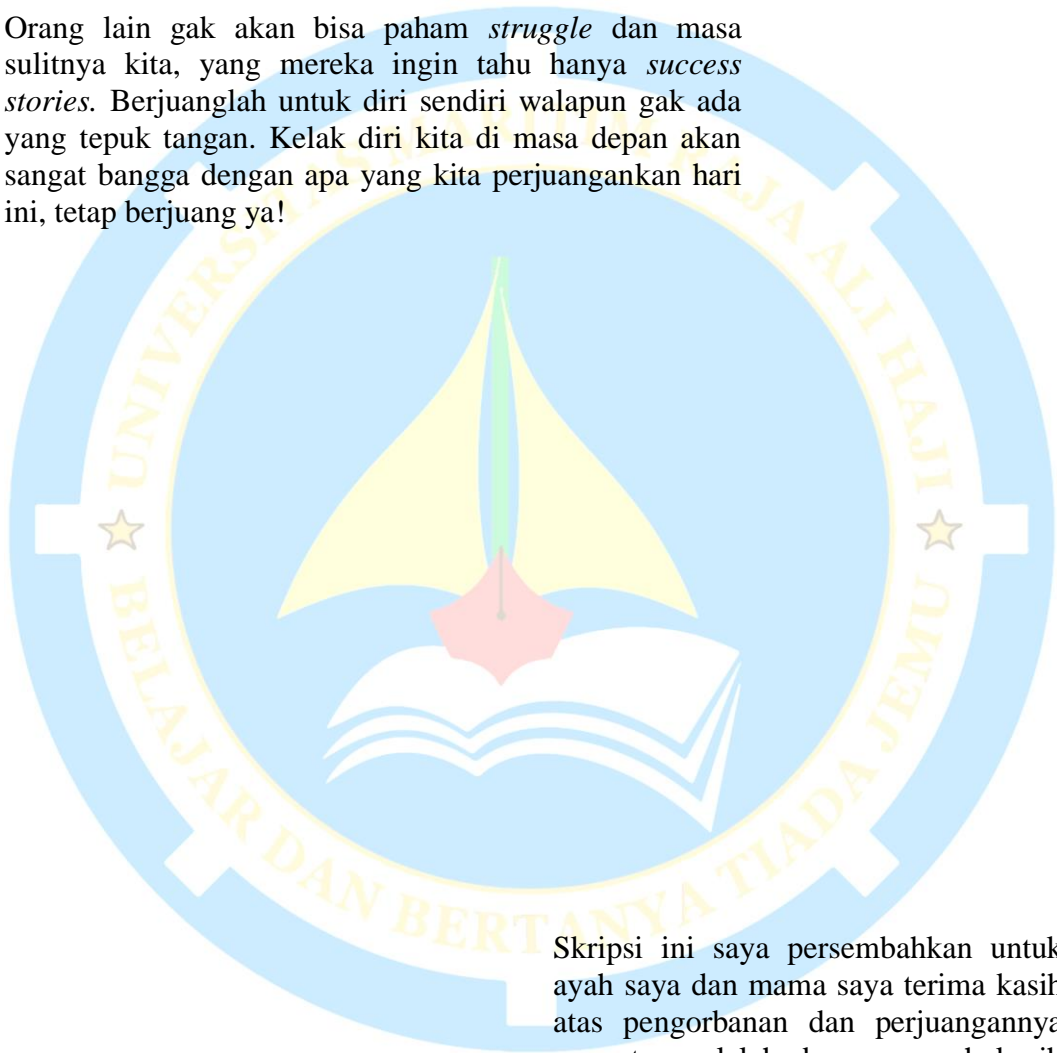 Orang lain gak akan bisa paham struggle dan masa
sulitnya kita, yang mereka ingin tahu hanya success
stories. Berjuanglah untuk diri sendiri walapun gak ada
yang tepuk tangan. Kelak diri kita di masa depan akan
sangat bangga dengan apa yang kita perjuangankan hari
ini, tetap berjuang ya!
UNIVERSITAS MARITIM RAJA ALI HAJI
BELAJAR DAN BERTANYA TIADA JEMU
Skripsi ini saya persembahkan untuk
ayah saya dan mama saya terima kasih
atas pengorbanan dan perjuangannya